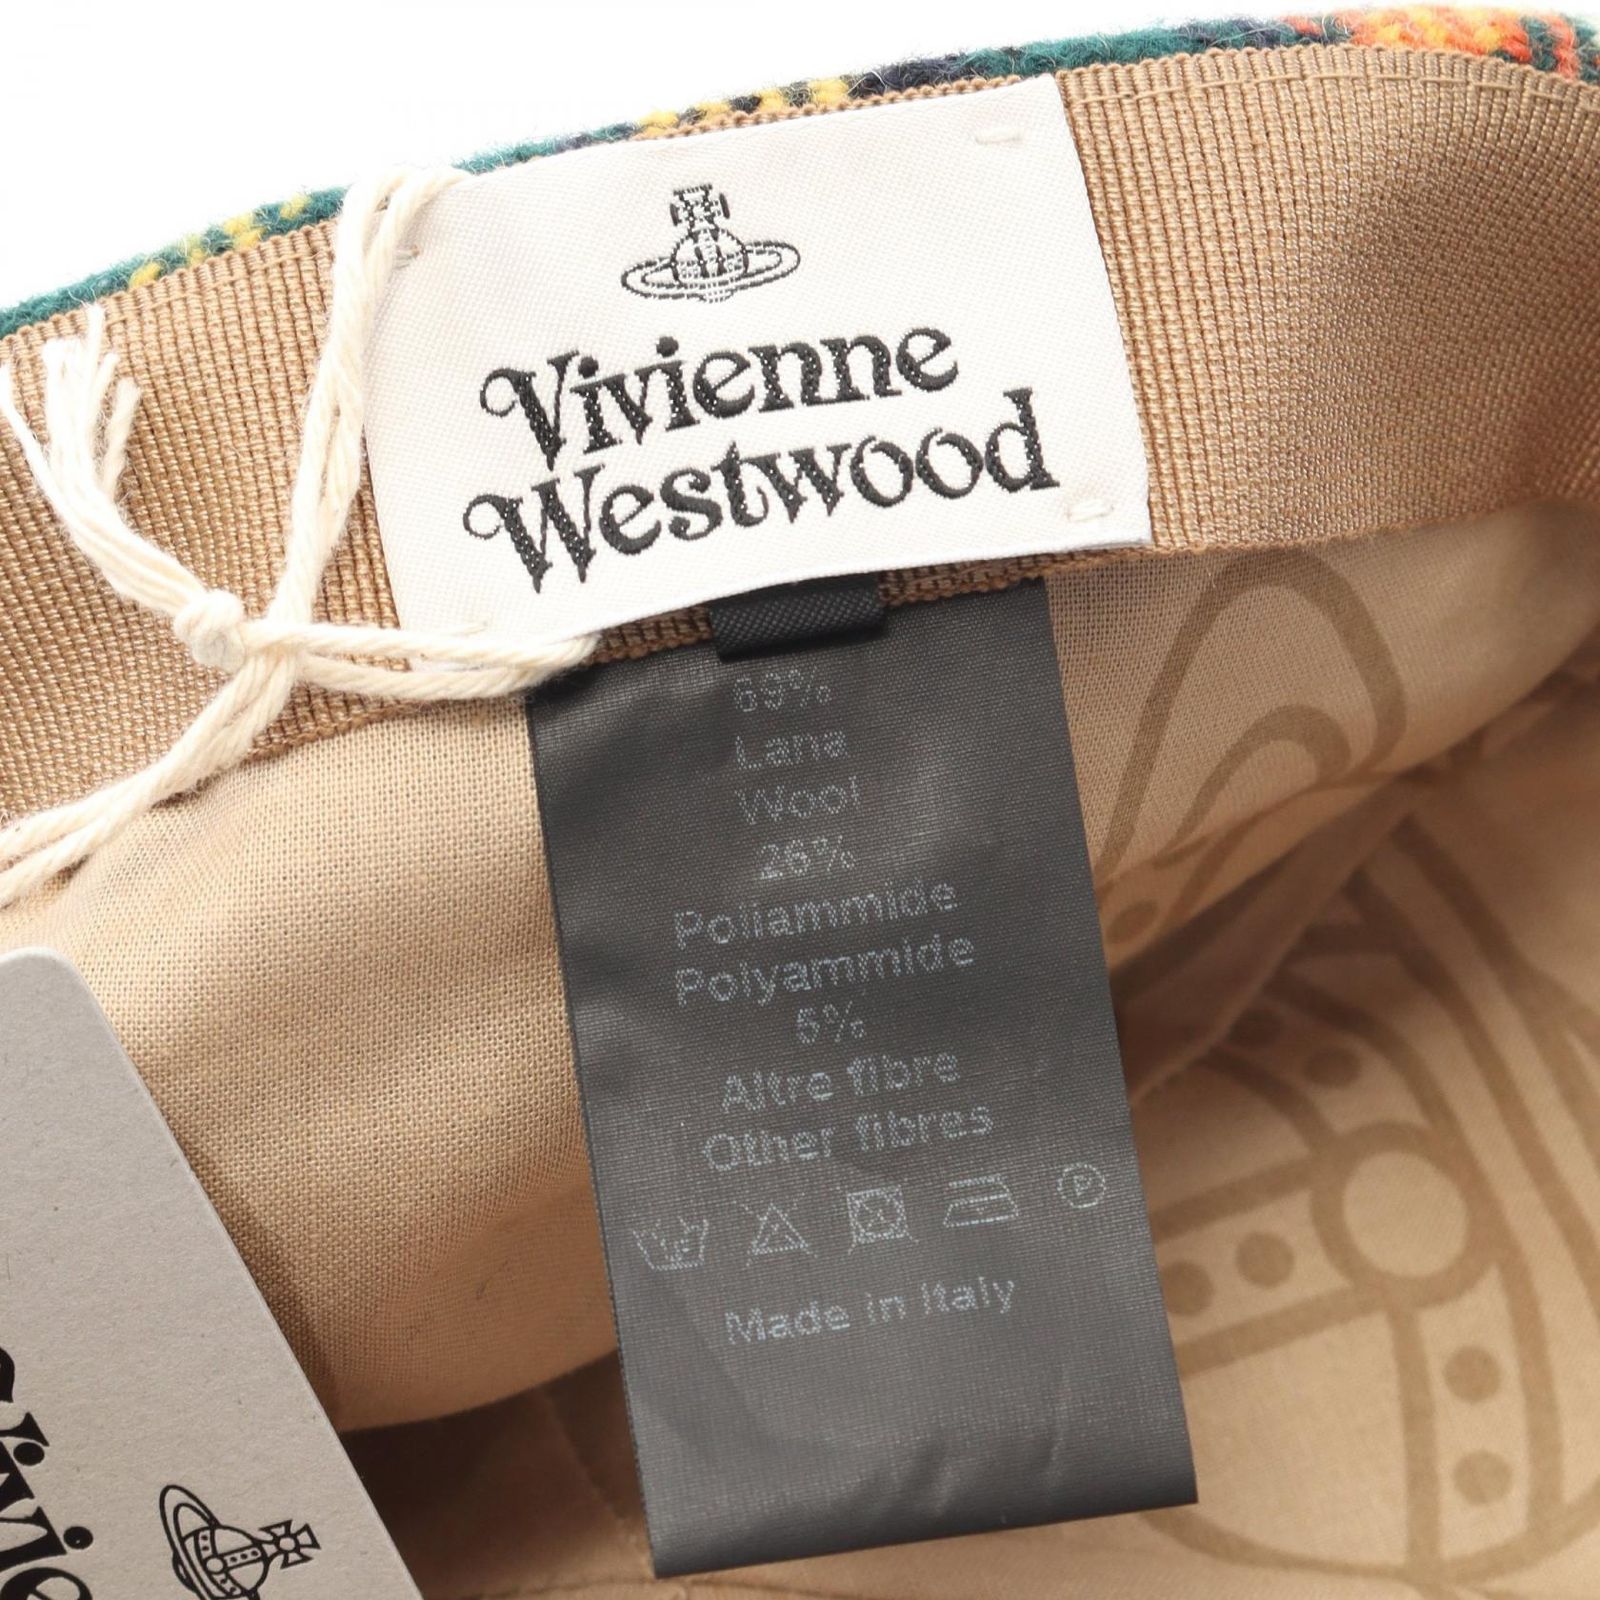 Vivienne
Westwood
69%
Lana
Wool
26%
Poliammide
Polyammide
5%
Altre fibre
Other fibres
Made in Italy